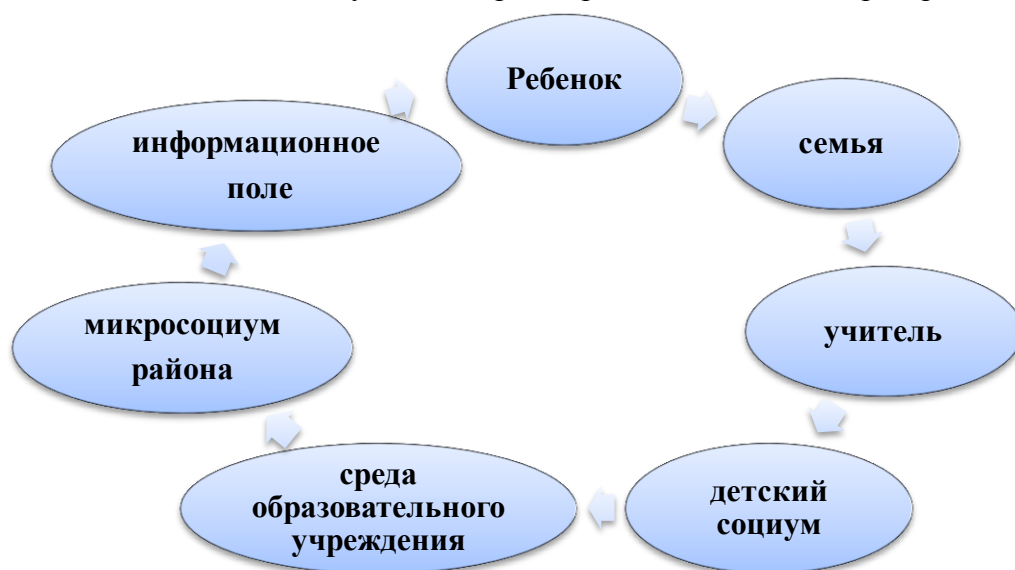 Ребенок
семья
учитель
детский
социум
среда
образовательного
учреждения
микросоциум
района
информационное
поле